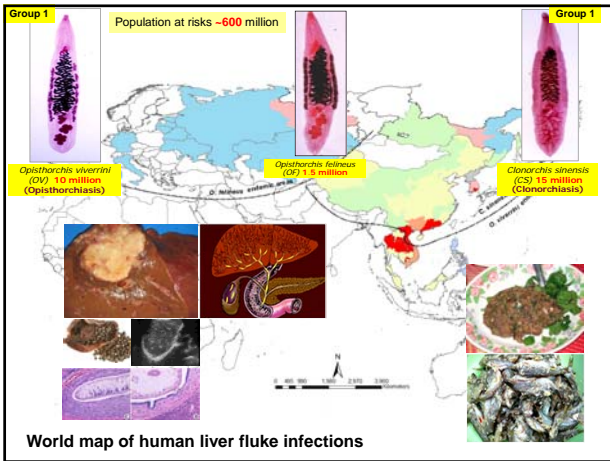 Group 1
Population at risks ~600 million
Group 1
Opisthorchis viverrini
(OV) 10 million
(Opisthorchiasis)
Opisthorchis felineus
(OF) 1.5 million
Clonorchis sinensis
(CS) 15 million
(Clonorchiasis)
O. felineus endemic areas
C. sinensis
O. viverrini
N
Kilometers
World map of human liver fluke infections